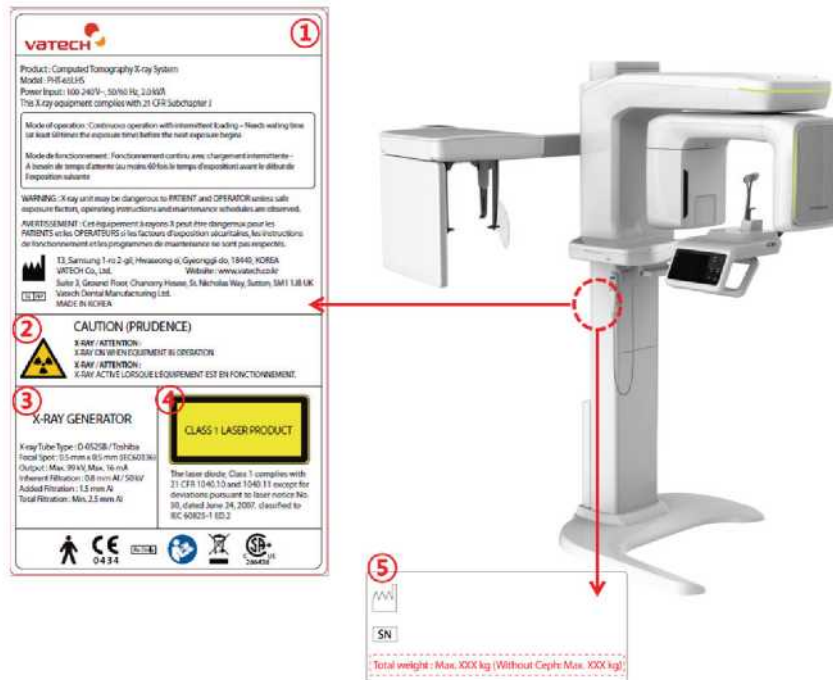 ①
vatech
Product : Computed Tomography X-ray System
Model : PHT-65LHS
Power Input : 100-240 V~, 50/60 Hz, 2.0 kVA
This X-ray equipment complies with 21 CFR Subchapter J
Mode of operation : Continuous operation with intermittent loading – Needs waiting time
(at least 60 times the exposure time) before the next exposure begins
Mode de fonctionnement : Fonctionnement continu avec chargement intermittente -
A besoin de temps d'attente (au moins 60 fois le temps d'exposition) avant le début de
l'exposition suivante
WARNING : X-ray unit may be dangerous to PATIENT and OPERATOR unless safe
exposure factors, operating instructions and maintenance schedules are observed.
AVERTISSEMENT : Cet équipement à rayons X peut être dangereux pour les
PATIENTS et les OPERATEURS si les facteurs d'exposition sécuritaires, les instructions
de fonctionnement et les programmes de maintenance ne sont pas respectés.
13, Samsung 1-ro 2-gil, Hwaseong-si, Gyeonggi-do, 18449, KOREA
VATECH Co., Ltd. Website : www.vatech.co.kr
Suite 3, Ground Floor, Chancery House, St. Nicholas Way, Sutton, SM1 1JB UK
Vatech Dental Manufacturing Ltd.
MADE IN KOREA
②
CAUTION (PRUDENCE)
X-RAY / ATTENTION :
X-RAY ON WHEN EQUIPMENT IN OPERATION
X-RAY / ATTENTION :
X-RAY ACTIVE LORSQUE L'EQUIPEMENT EST EN FONCTIONNEMENT.
③
X-RAY GENERATOR
X-ray Tube Type : D-052SB / Toshiba
Focal Spot : 0.5 mm x 0.5 mm (IEC60336)
Output : Max. 99 kV, Max. 16 mA
Inherent Filtration : 0.8 mm Al / 50 kV
Added Filtration : 1.5 mm Al
Total Filtration : Min. 2.5 mm Al
④
CLASS 1 LASER PRODUCT
The laser diode, Class 1 complies with
21 CFR 1040.10 and 1040.11 except for
deviations pursuant to laser notice No.
50, dated June 24, 2007, classified to
IEC 60825-1 ED.2
CE
0434
CSA
C US
⑤
SN
Total weight : Max. XXX kg (Without Ceph: Max. XXX kg)